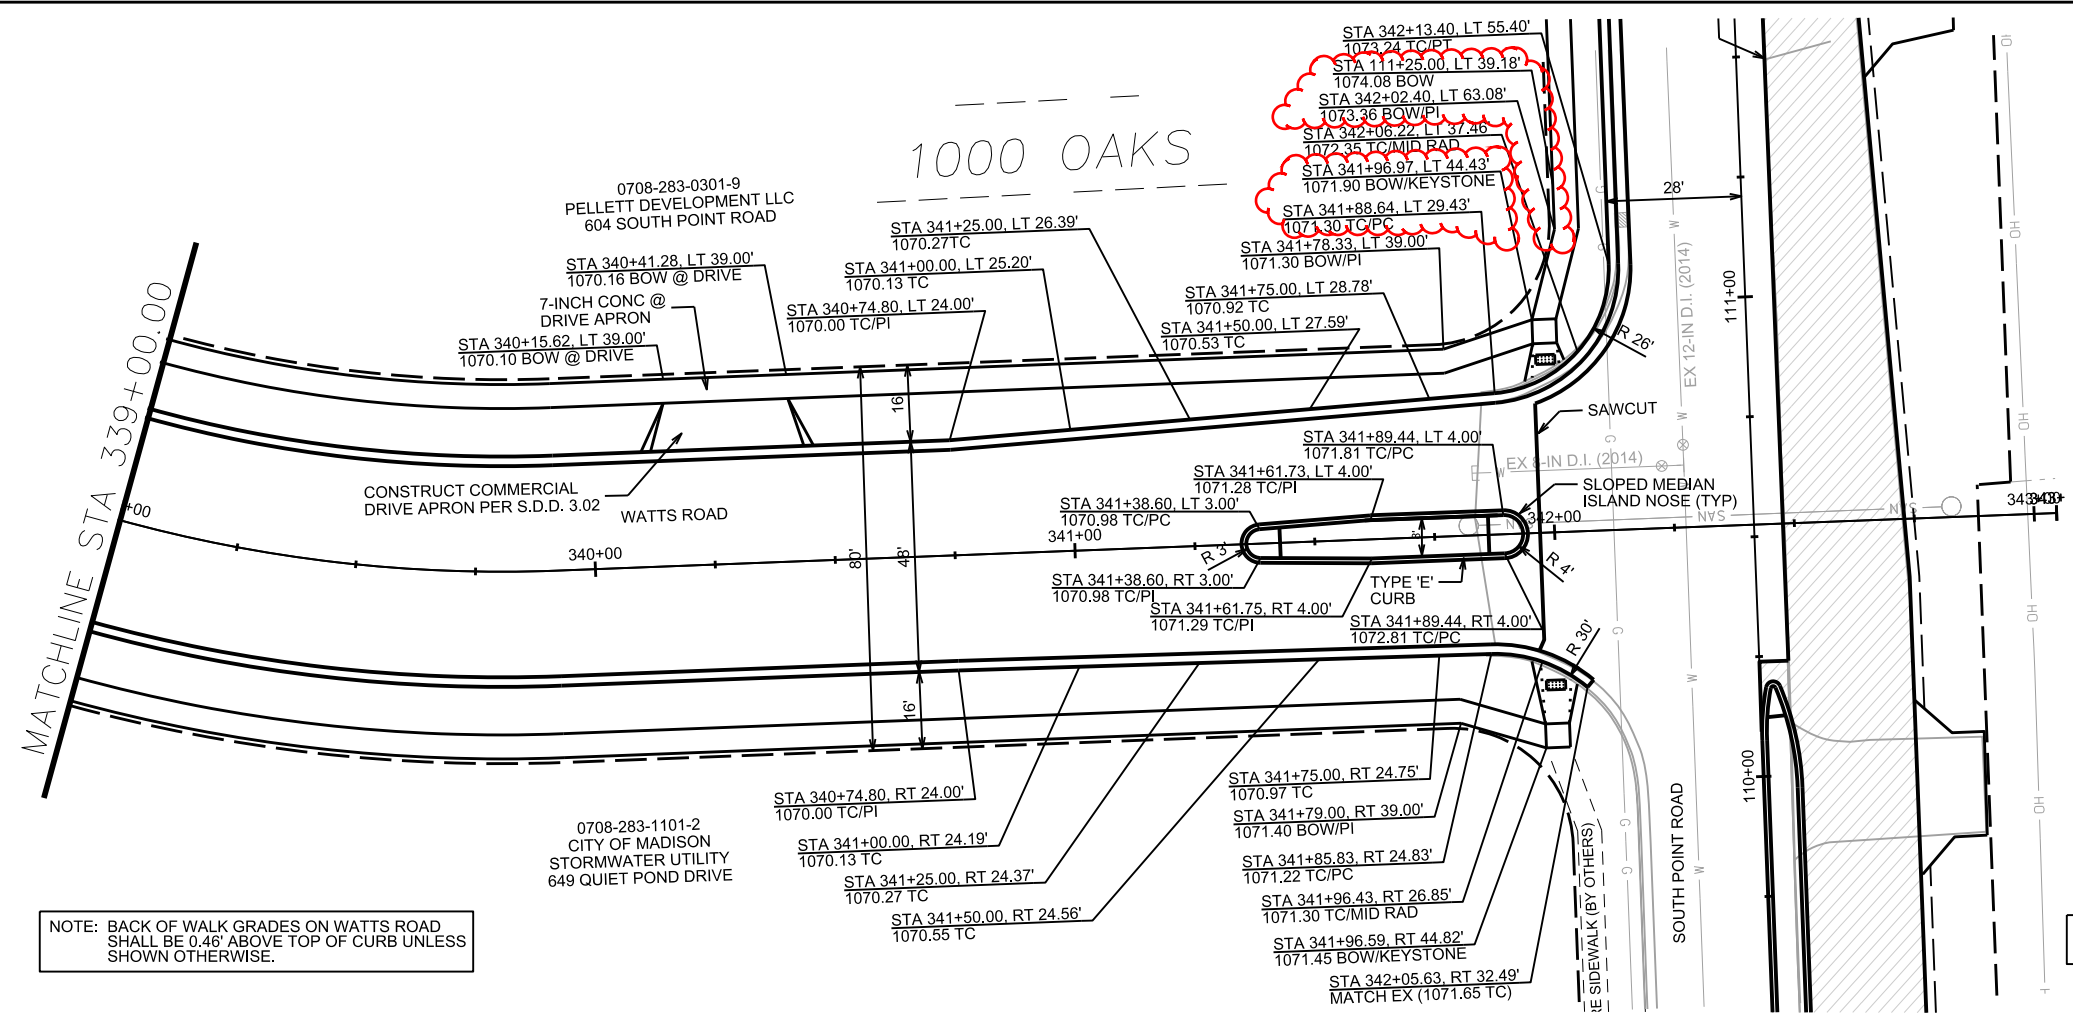 STA 342+13.40, LT 55.40'
1073.24 TC/PT
STA 111+25.00, LT 39.18'
1074.08 BOW
STA 342+02.40, LT 63.08'
1073.36 BOW/PI
STA 342+06.22, LT 37.46'
1072.35 TC/MID RAD
STA 341+96.97, LT 44.43'
1071.90 BOW/KEYSTONE
STA 341+88.64, LT 29.43'
1071.30 TC/PC
STA 341+78.33, LT 39.00'
1071.30 BOW/PI
STA 341+75.00, LT 28.78'
1070.92 TC
STA 341+50.00, LT 27.59'
1070.53 TC
1000 OAKS
0708-283-0301-9
PELLETT DEVELOPMENT LLC
604 SOUTH POINT ROAD
STA 341+25.00, LT 26.39'
1070.27TC
STA 341+00.00, LT 25.20'
1070.13 TC
STA 340+74.80, LT 24.00'
1070.00 TC/PI
STA 340+41.28, LT 39.00'
1070.16 BOW @ DRIVE
7-INCH CONC @
DRIVE APRON
STA 340+15.62, LT 39.00'
1070.10 BOW @ DRIVE
MATCHLINE STA 339+00.00
+00
CONSTRUCT COMMERCIAL
DRIVE APRON PER S.D.D. 3.02
WATTS ROAD
340+00
341+00
342+00
343+00
16'
80'
48'
16'
28'
R 26'
111+00
EX 12-IN D.I. (2014)
SAWCUT
EX 8-IN D.I. (2014)
SLOPED MEDIAN
ISLAND NOSE (TYP)
SAN
STA 341+89.44, LT 4.00'
1071.81 TC/PC
STA 341+61.73, LT 4.00'
1071.28 TC/PI
STA 341+38.60, LT 3.00'
1070.98 TC/PC
R 3'
8'
R 4'
STA 341+38.60, RT 3.00'
1070.98 TC/PI
STA 341+61.75, RT 4.00'
1071.29 TC/PI
TYPE 'E'
CURB
STA 341+89.44, RT 4.00'
1072.81 TC/PC
R 30'
STA 340+74.80, RT 24.00'
1070.00 TC/PI
STA 341+00.00, RT 24.19'
1070.13 TC
STA 341+25.00, RT 24.37'
1070.27 TC
STA 341+50.00, RT 24.56'
1070.55 TC
STA 341+75.00, RT 24.75'
1070.97 TC
STA 341+79.00, RT 39.00'
1071.40 BOW/PI
STA 341+85.83, RT 24.83'
1071.22 TC/PC
STA 341+96.43, RT 26.85'
1071.30 TC/MID RAD
STA 341+96.59, RT 44.82'
1071.45 BOW/KEYSTONE
STA 342+05.63, RT 32.49'
MATCH EX (1071.65 TC)
0708-283-1101-2
CITY OF MADISON
STORMWATER UTILITY
649 QUIET POND DRIVE
NOTE: BACK OF WALK GRADES ON WATTS ROAD
SHALL BE 0.46' ABOVE TOP OF CURB UNLESS
SHOWN OTHERWISE.
RE SIDEWALK (BY OTHERS)
SOUTH POINT ROAD
110+00